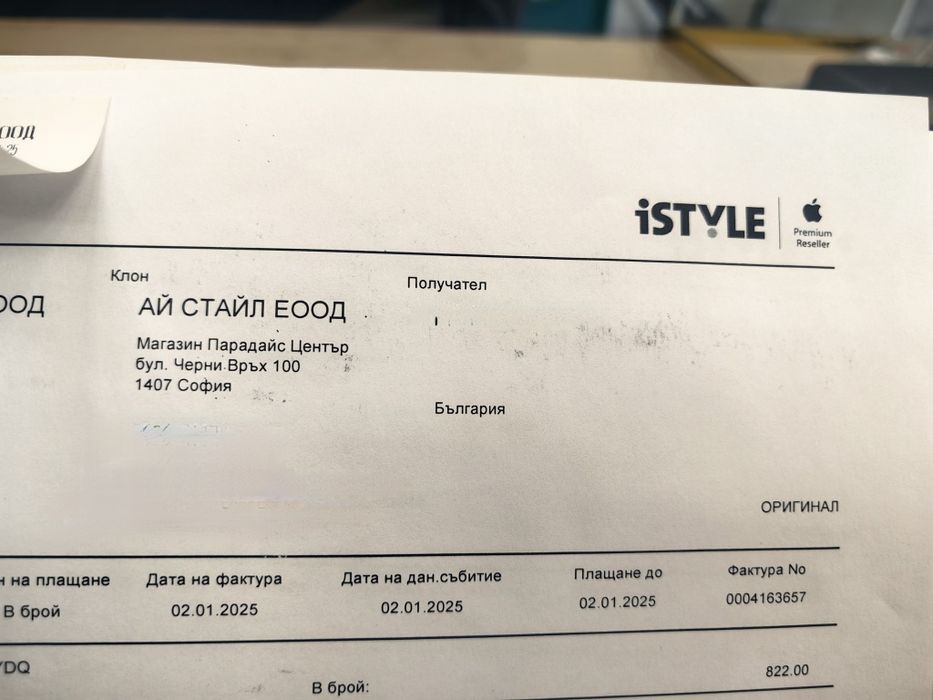 ООД
iSTYLE
Premium
Reseller
Клон
Получател
ООД
АЙ СТАЙЛ ЕООД
Магазин Парадайс Център
бул. Черни Връх 100
1407 София
България
ОРИГИНАЛ
н на плащане Дата на фактура Дата на дан.събитие Плащане до Фактура No
В брой 02.01.2025 02.01.2025 02.01.2025 0004163657
YDQ
В брой: 822.00